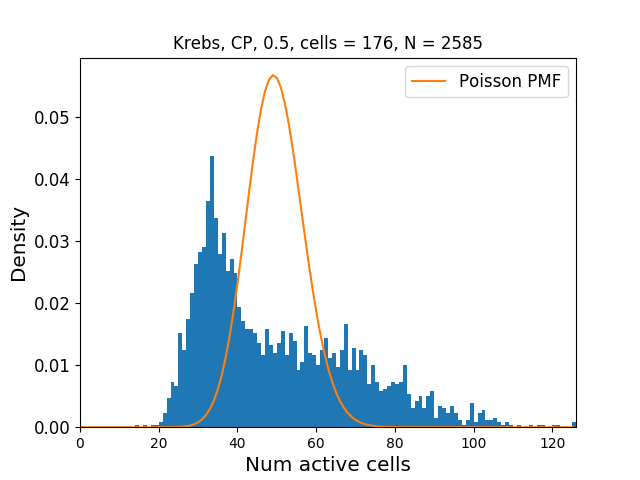 Krebs, CP, 0.5, cells = 176, N = 2585
Poisson PMF
0.05
0.04
0.03
0.02
0.01
0.00
Density
0 20 40 60 80 100 120
Num active cells